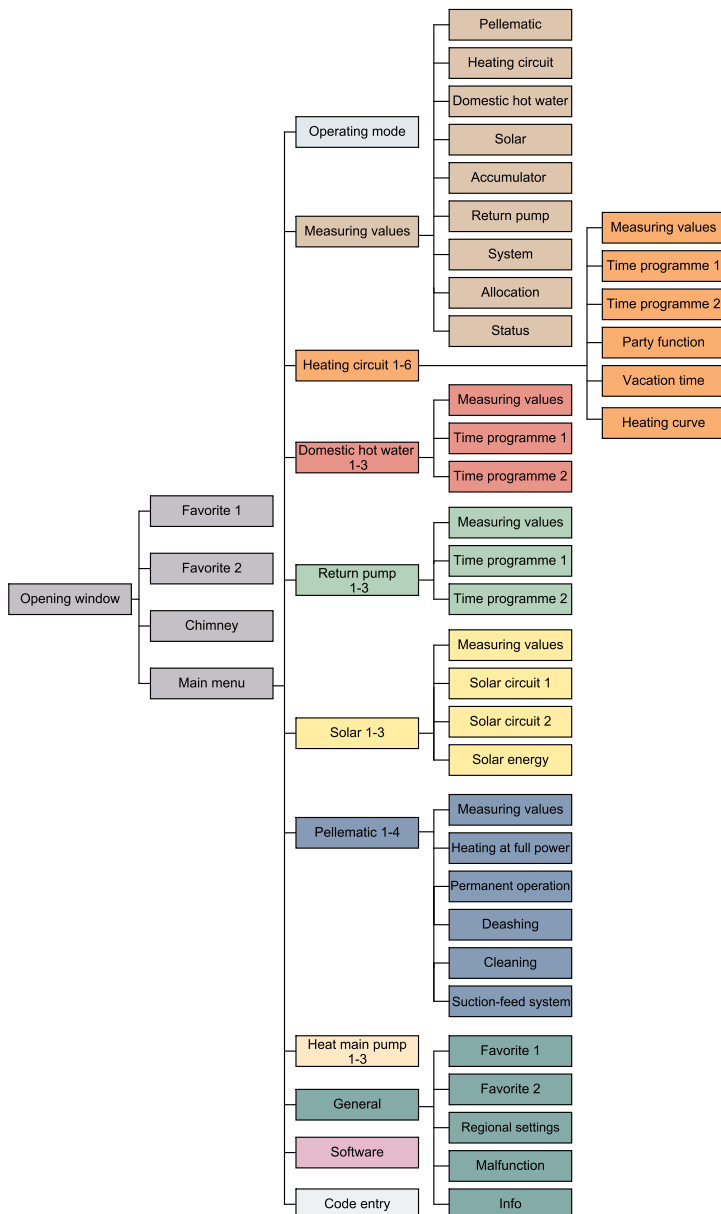 Opening window
Favorite 1
Favorite 2
Chimney
Main menu
Operating mode
Measuring values
Pellematic
Heating circuit
Domestic hot water
Solar
Accumulator
Return pump
System
Allocation
Status
Heating circuit 1-6
Measuring values
Time programme 1
Time programme 2
Party function
Vacation time
Heating curve
Domestic hot water
1-3
Measuring values
Time programme 1
Time programme 2
Return pump
1-3
Measuring values
Time programme 1
Time programme 2
Solar 1-3
Measuring values
Solar circuit 1
Solar circuit 2
Solar energy
Pellematic 1-4
Measuring values
Heating at full power
Permanent operation
Deashing
Cleaning
Suction-feed system
Heat main pump
1-3
General
Favorite 1
Favorite 2
Regional settings
Malfunction
Info
Software
Code entry